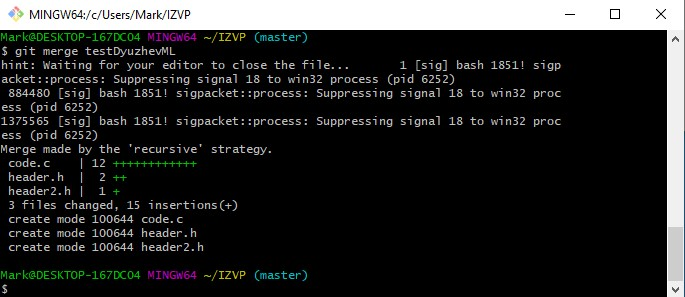 MINGW64:/c/Users/Mark/IZVP
Mark@DESKTOP-167DCO4 MINGW64 ~/IZVP (master)
$ git merge testDyuzhevML
hint: Waiting for your editor to close the file...      1 [sig] bash 1851! sigp
acket::process: Suppressing signal 18 to win32 process (pid 6252)
 884480 [sig] bash 1851! sigpacket::process: Suppressing signal 18 to win32 proc
ess (pid 6252)
1375565 [sig] bash 1851! sigpacket::process: Suppressing signal 18 to win32 proc
ess (pid 6252)
Merge made by the 'recursive' strategy.
 code.c    | 12 ++++++++++++
 header.h  |  2 ++
 header2.h |  1 +
 3 files changed, 15 insertions(+)
 create mode 100644 code.c
 create mode 100644 header.h
 create mode 100644 header2.h
Mark@DESKTOP-167DCO4 MINGW64 ~/IZVP (master)
$